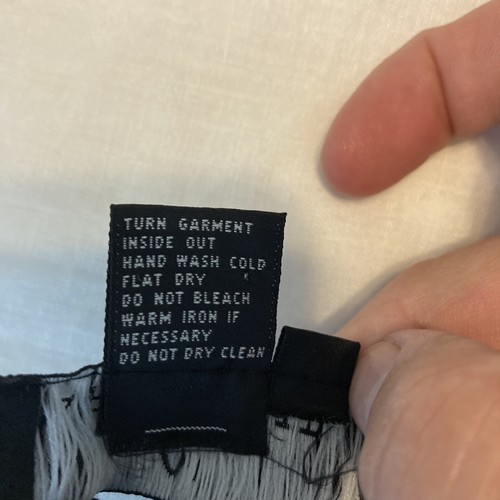 TURN GARMENT
INSIDE OUT
HAND WASH COLD
FLAT DRY
DO NOT BLEACH
WARM IRON IF
NECESSARY
DO NOT DRY CLEAN